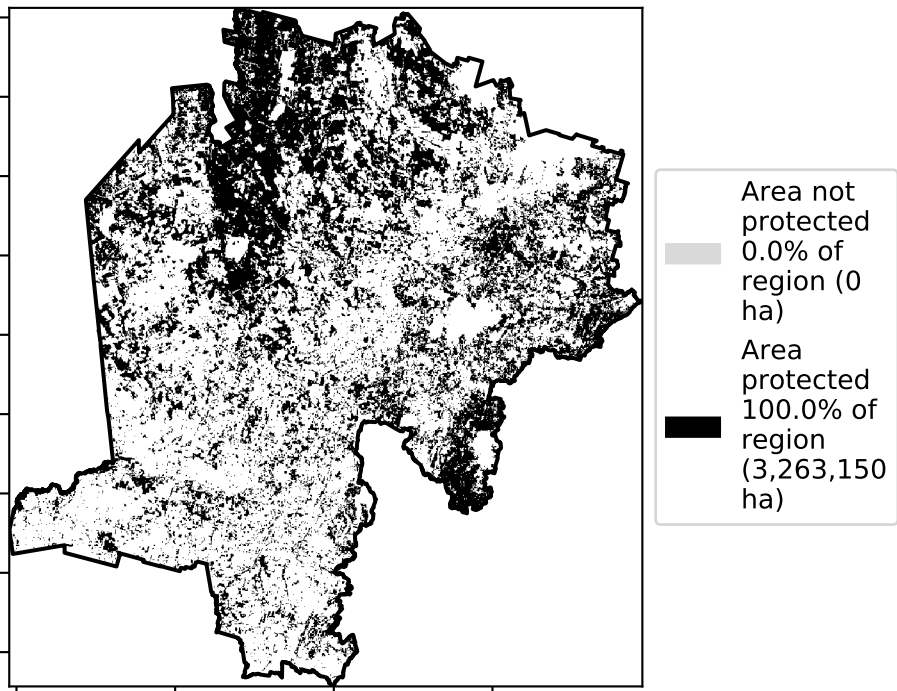 Area not
protected
0.0% of
region (0
ha)
Area
protected
100.0% of
region
(3,263,150
ha)